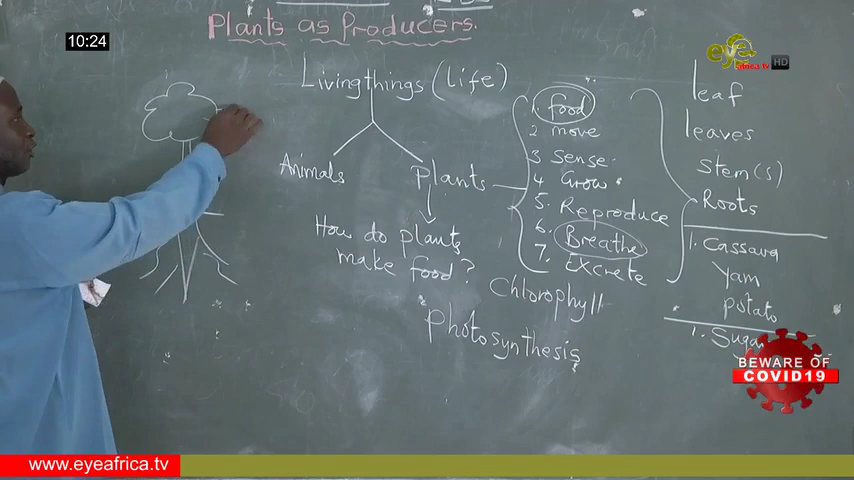 Plants as Producers.
10:24
eye
africa tv HD
Living things (life)
Animals
Plants
How do plants
make food?
1. food
2 move
3 Sense
4 Grow
5. Reproduce
6. Breathe
7. Excrete
Chlorophyll
Photosynthesis
leaf
leaves
Stem(s)
Roots
1. Cassava
Yam
Potato
1. Sugar
BEWARE OF
COVID19
www.eyeafrica.tv